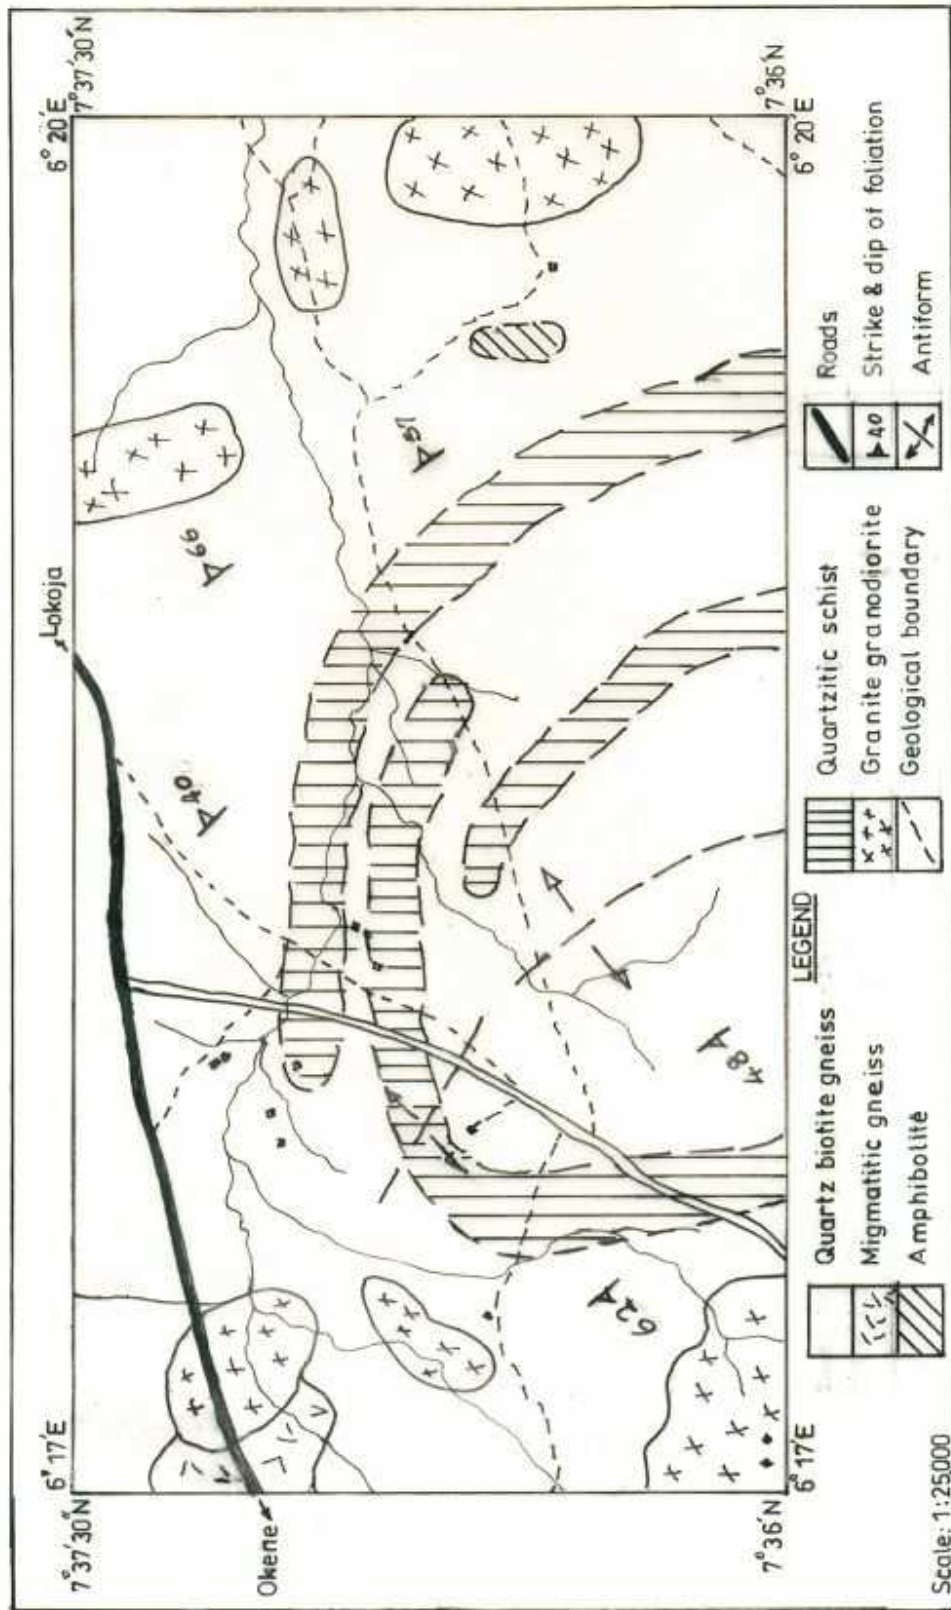 6°17'E
6°20'E
7°37'30"N
7°37'30"N
Lokoja
Okene
66
40
51
48
62
7°36'N
7°36'N
6°17'E
6°20'E
LEGEND
Quartz biotite gneiss
Migmatitic gneiss
Amphibolite
Quartzitic schist
Granite granodiorite
Geological boundary
Roads
40 Strike & dip of foliation
Antiform
Scale: 1:25000